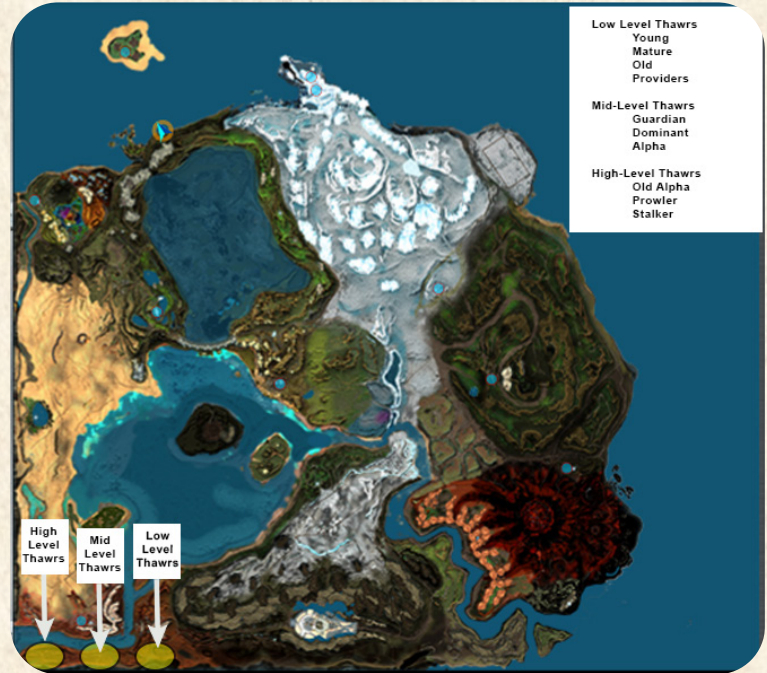 Low Level Thawrs
Young
Mature
Old
Providers
Mid-Level Thawrs
Guardian
Dominant
Alpha
High-Level Thawrs
Old Alpha
Prowler
Stalker
High
Level
Thawrs
Mid
Level
Thawrs
Low
Level
Thawrs